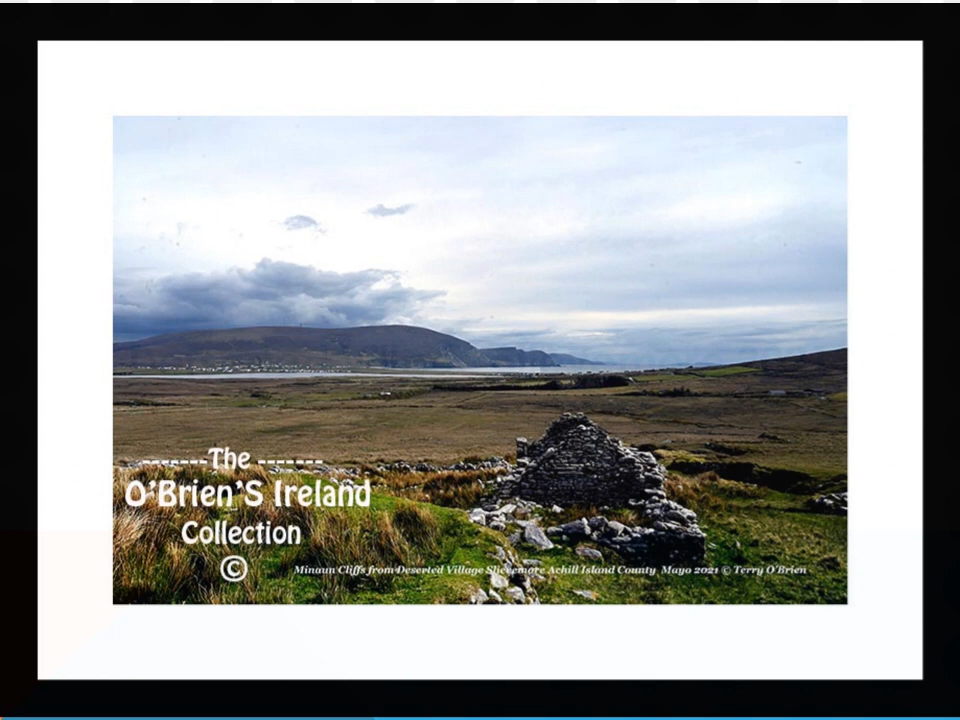 -------The -------
O'Brien'S Ireland
Collection
©
Minaun Cliffs from Deserted Village Slievemore Achill Island County Mayo 2021 © Terry O'Brien